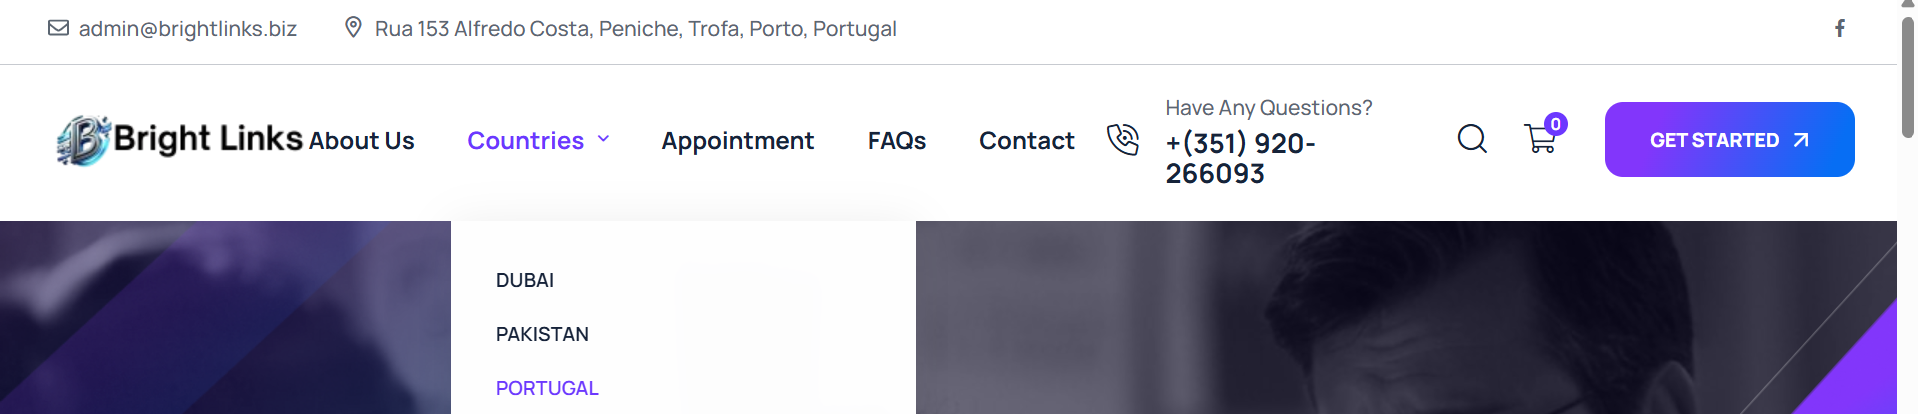 admin@brightlinks.biz
Rua 153 Alfredo Costa, Peniche, Trofa, Porto, Portugal
Bright Links
About Us
Countries
Appointment
FAQs
Contact
Have Any Questions?
+(351) 920-
266093
0
GET STARTED
DUBAI
PAKISTAN
PORTUGAL